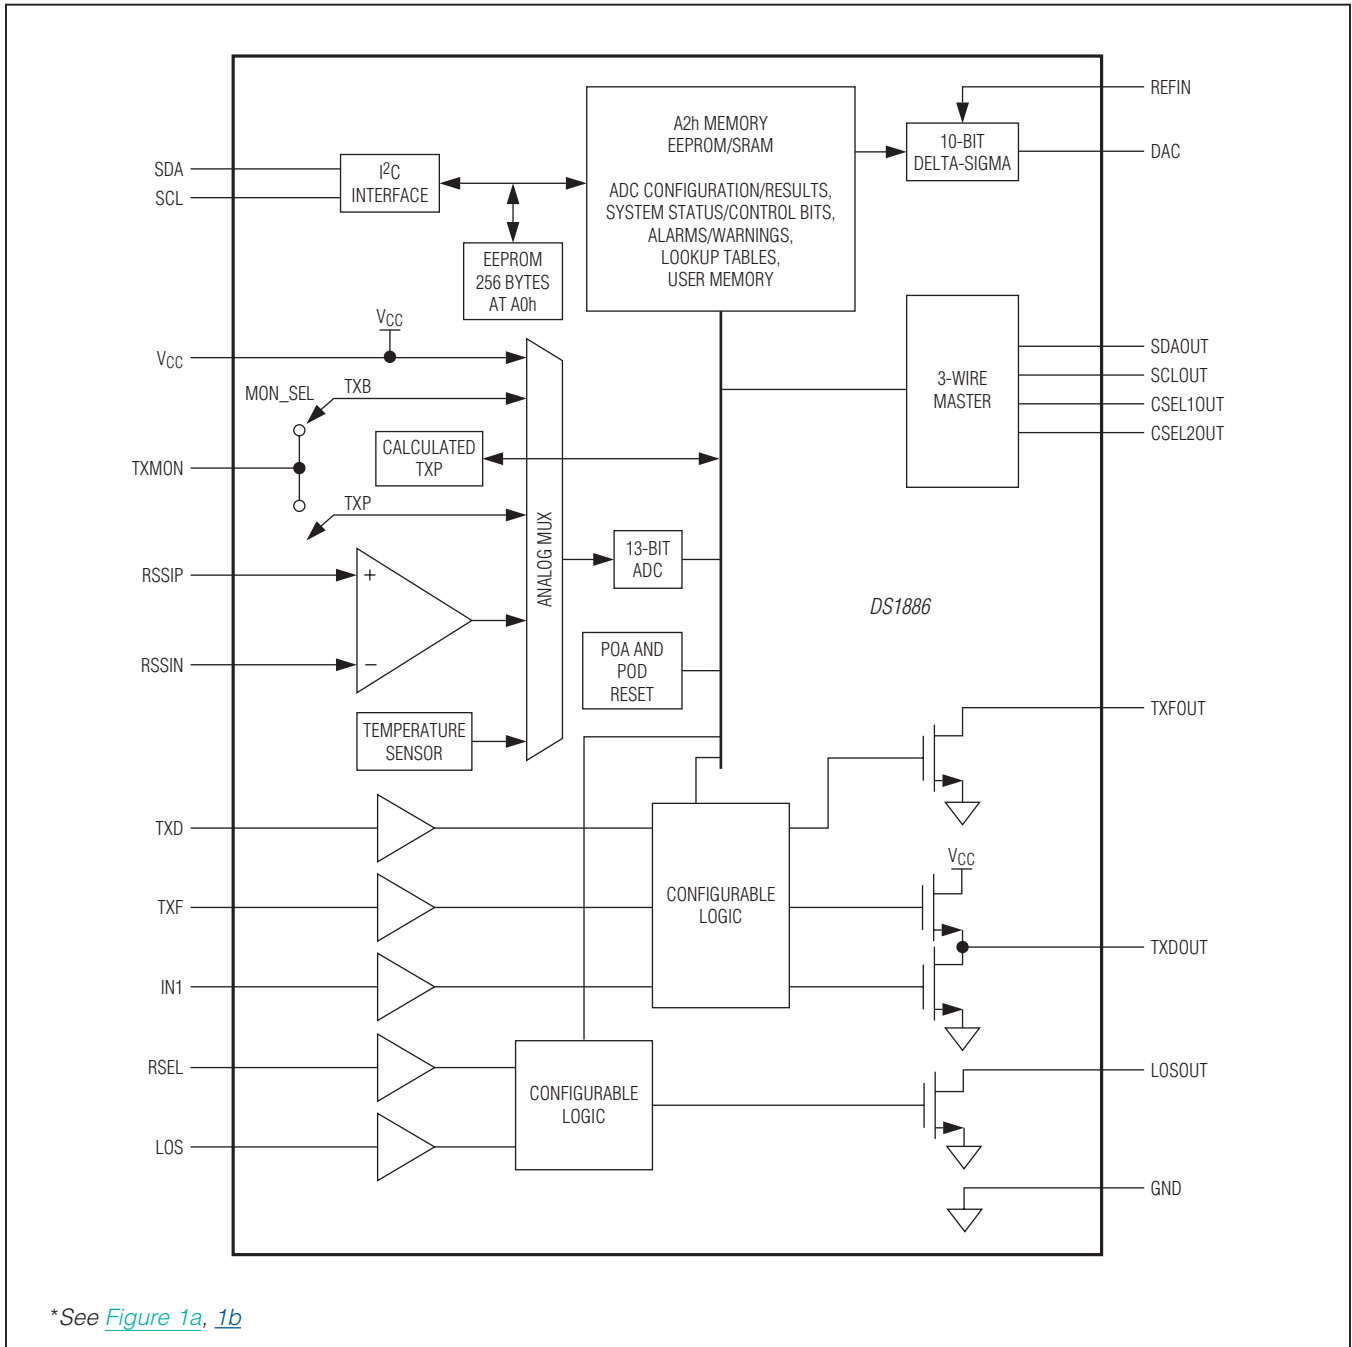 REFIN
A2h MEMORY
EEPROM/SRAM
ADC CONFIGURATION/RESULTS,
SYSTEM STATUS/CONTROL BITS,
ALARMS/WARNINGS,
LOOKUP TABLES,
USER MEMORY
10-BIT
DELTA-SIGMA
DAC
SDA
SCL
I2C
INTERFACE
EEPROM
256 BYTES
AT A0h
VCC
VCC
MON_SEL
TXB
TXMON
CALCULATED
TXP
TXP
ANALOG MUX
13-BIT
ADC
3-WIRE
MASTER
SDAOUT
SCLOUT
CSEL1OUT
CSEL2OUT
RSSIP
+
RSSIN
−
DS1886
POA AND
POD
RESET
TEMPERATURE
SENSOR
TXFOUT
TXD
TXF
IN1
CONFIGURABLE
LOGIC
VCC
TXDOUT
RSEL
LOS
CONFIGURABLE
LOGIC
LOSOUT
GND
*See Figure 1a, 1b